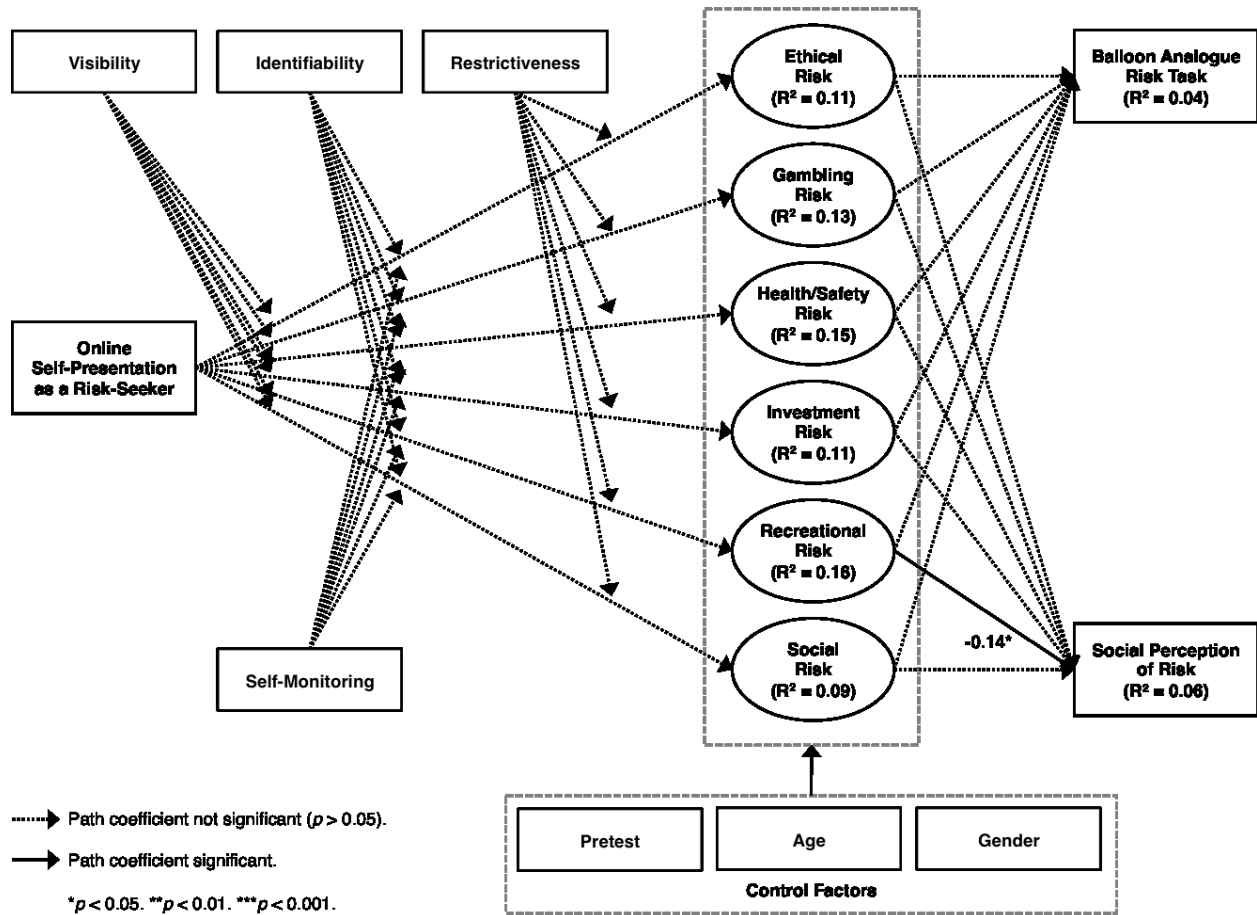 Visibility
Identifiability
Restrictiveness
Ethical
Risk
(R² = 0.11)
Balloon Analogue
Risk Task
(R² = 0.04)
Gambling
Risk
(R² = 0.13)
Health/Safety
Risk
(R² = 0.15)
Online
Self-Presentation
as a Risk-Seeker
Investment
Risk
(R² = 0.11)
Recreational
Risk
(R² = 0.16)
-0.14*
Social
Risk
(R² = 0.09)
Social Perception
of Risk
(R² = 0.06)
Self-Monitoring
Path coefficient not significant (p > 0.05).
Path coefficient significant.
*p < 0.05. **p < 0.01. ***p < 0.001.
Pretest
Age
Gender
Control Factors